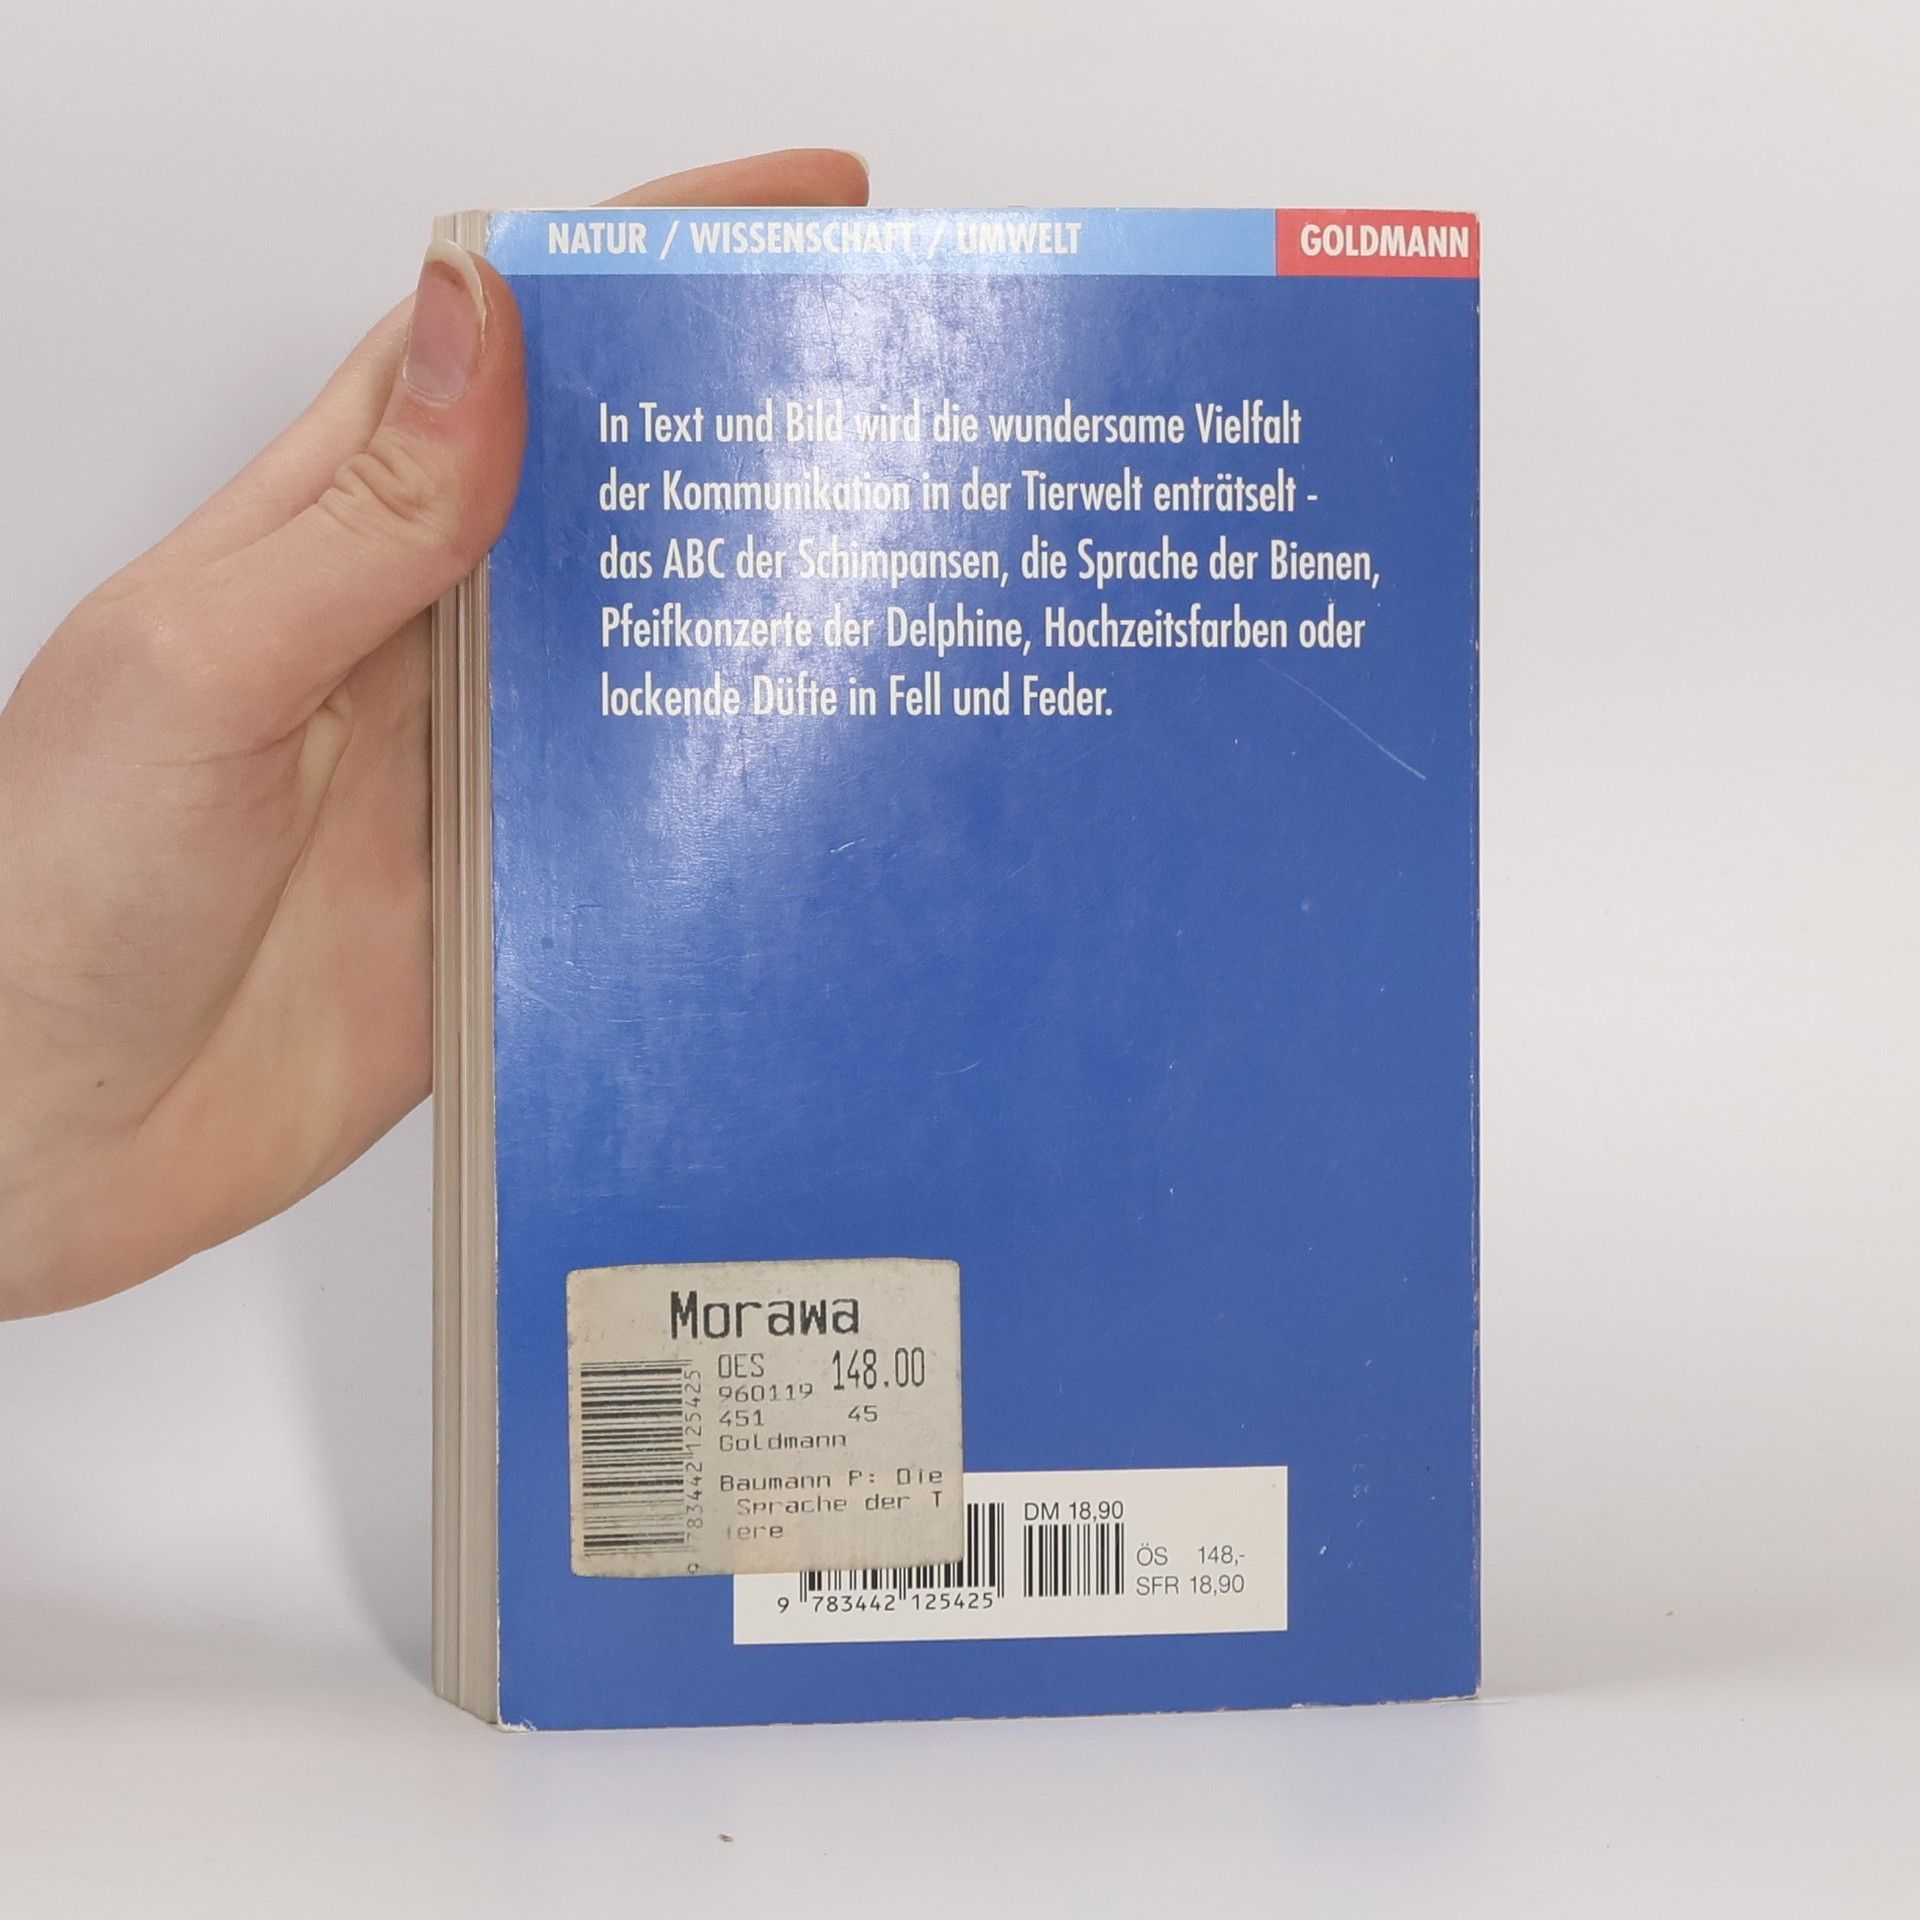 NATUR / WISSENSCHAFT / UMWELT
GOLDMANN
In Text und Bild wird die wundersame Vielfalt
der Kommunikation in der Tierwelt enträtselt -
das ABC der Schimpansen, die Sprache der Bienen,
Pfeifkonzerte der Delphine, Hochzeitsfarben oder
lockende Düfte in Fell und Feder.
Morawa
OES 148.00
960119
451 45
Goldmann
Baumann P: Die
Sprache der T
iere
9 783442 125425
DM 18,90
ÖS 148,-
SFR 18,90
9 783442 125425